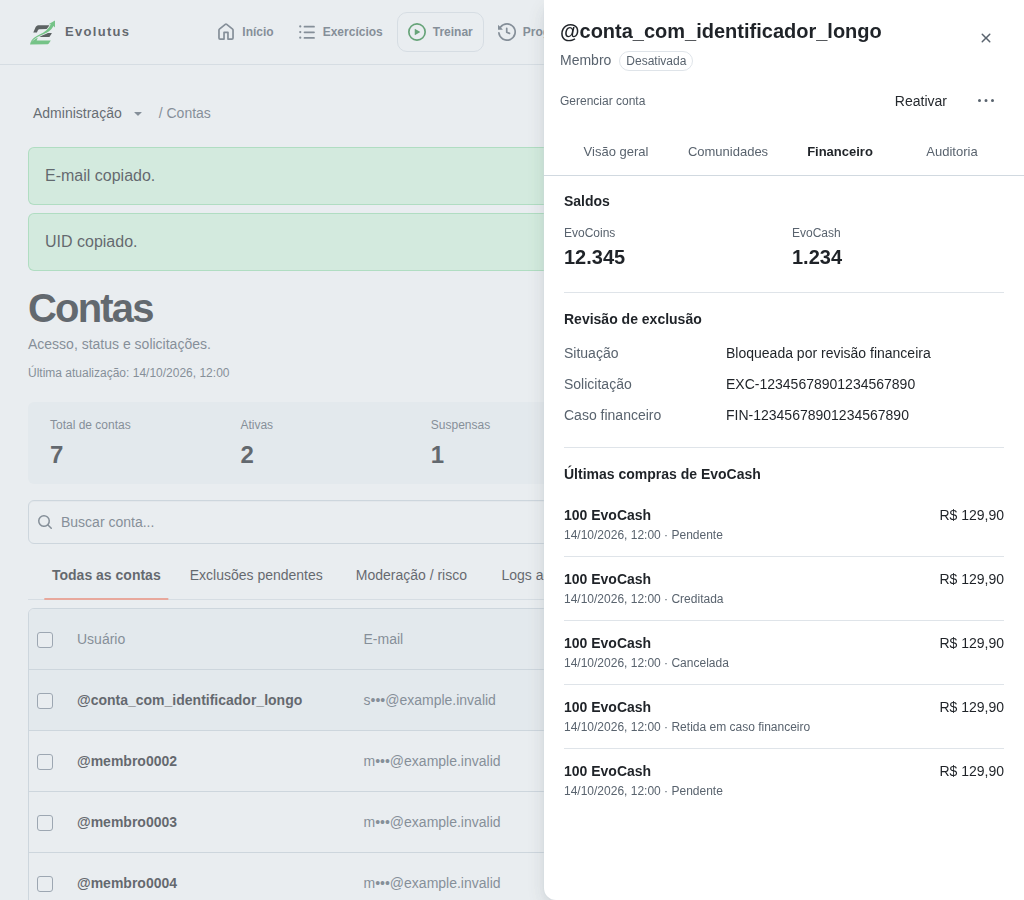 Evolutus
Início
Exercícios
Treinar
Administração / Contas
E-mail copiado.
UID copiado.
Contas
Acesso, status e solicitações.
Última atualização: 14/10/2026, 12:00
Total de contas
7
Ativas
2
Suspensas
1
Buscar conta...
Todas as contas
Exclusões pendentes
Moderação / risco
Logs a
Usuário
E-mail
@conta_com_identificador_longo
s•••@example.invalid
@membro0002
m•••@example.invalid
@membro0003
m•••@example.invalid
@membro0004
m•••@example.invalid
@conta_com_identificador_longo
Membro
Desativada
Gerenciar conta
Reativar
Visão geral
Comunidades
Financeiro
Auditoria
Saldos
EvoCoins
12.345
EvoCash
1.234
Revisão de exclusão
Situação
Bloqueada por revisão financeira
Solicitação
EXC-12345678901234567890
Caso financeiro
FIN-12345678901234567890
Últimas compras de EvoCash
100 EvoCash
R$ 129,90
14/10/2026, 12:00 · Pendente
100 EvoCash
R$ 129,90
14/10/2026, 12:00 · Creditada
100 EvoCash
R$ 129,90
14/10/2026, 12:00 · Cancelada
100 EvoCash
R$ 129,90
14/10/2026, 12:00 · Retida em caso financeiro
100 EvoCash
R$ 129,90
14/10/2026, 12:00 · Pendente